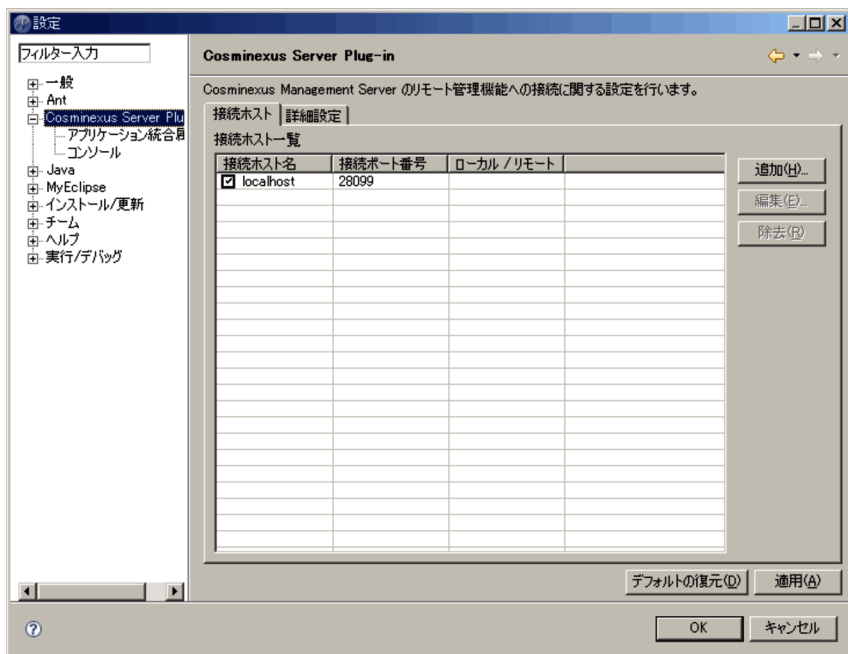 設定
フィルター入力
一般
Ant
Cosminexus Server Plu
アプリケーション統合属
コンソール
Java
MyEclipse
インストール/更新
チーム
ヘルプ
実行/デバッグ
Cosminexus Server Plug-in
Cosminexus Management Server のリモート管理機能への接続に関する設定を行います。
接続ホスト 詳細設定
接続ホスト一覧
接続ホスト名 接続ポート番号 ローカル / リモート
localhost 28099
追加(H)...
編集(E)...
除去(R)
デフォルトの復元(D) 適用(A)
OK キャンセル